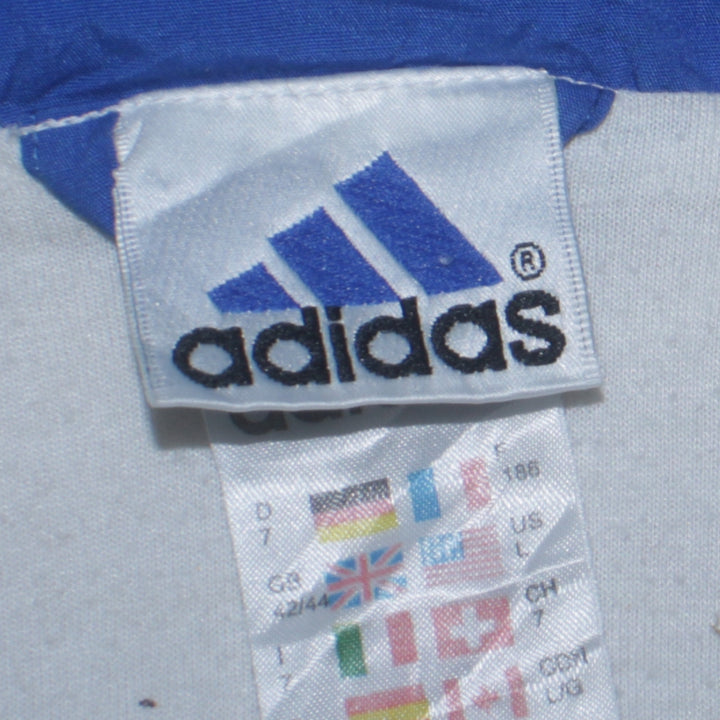 adidas®
D F
7 186
GB US
42/44 L
I CH
7 7
CDN
L/G